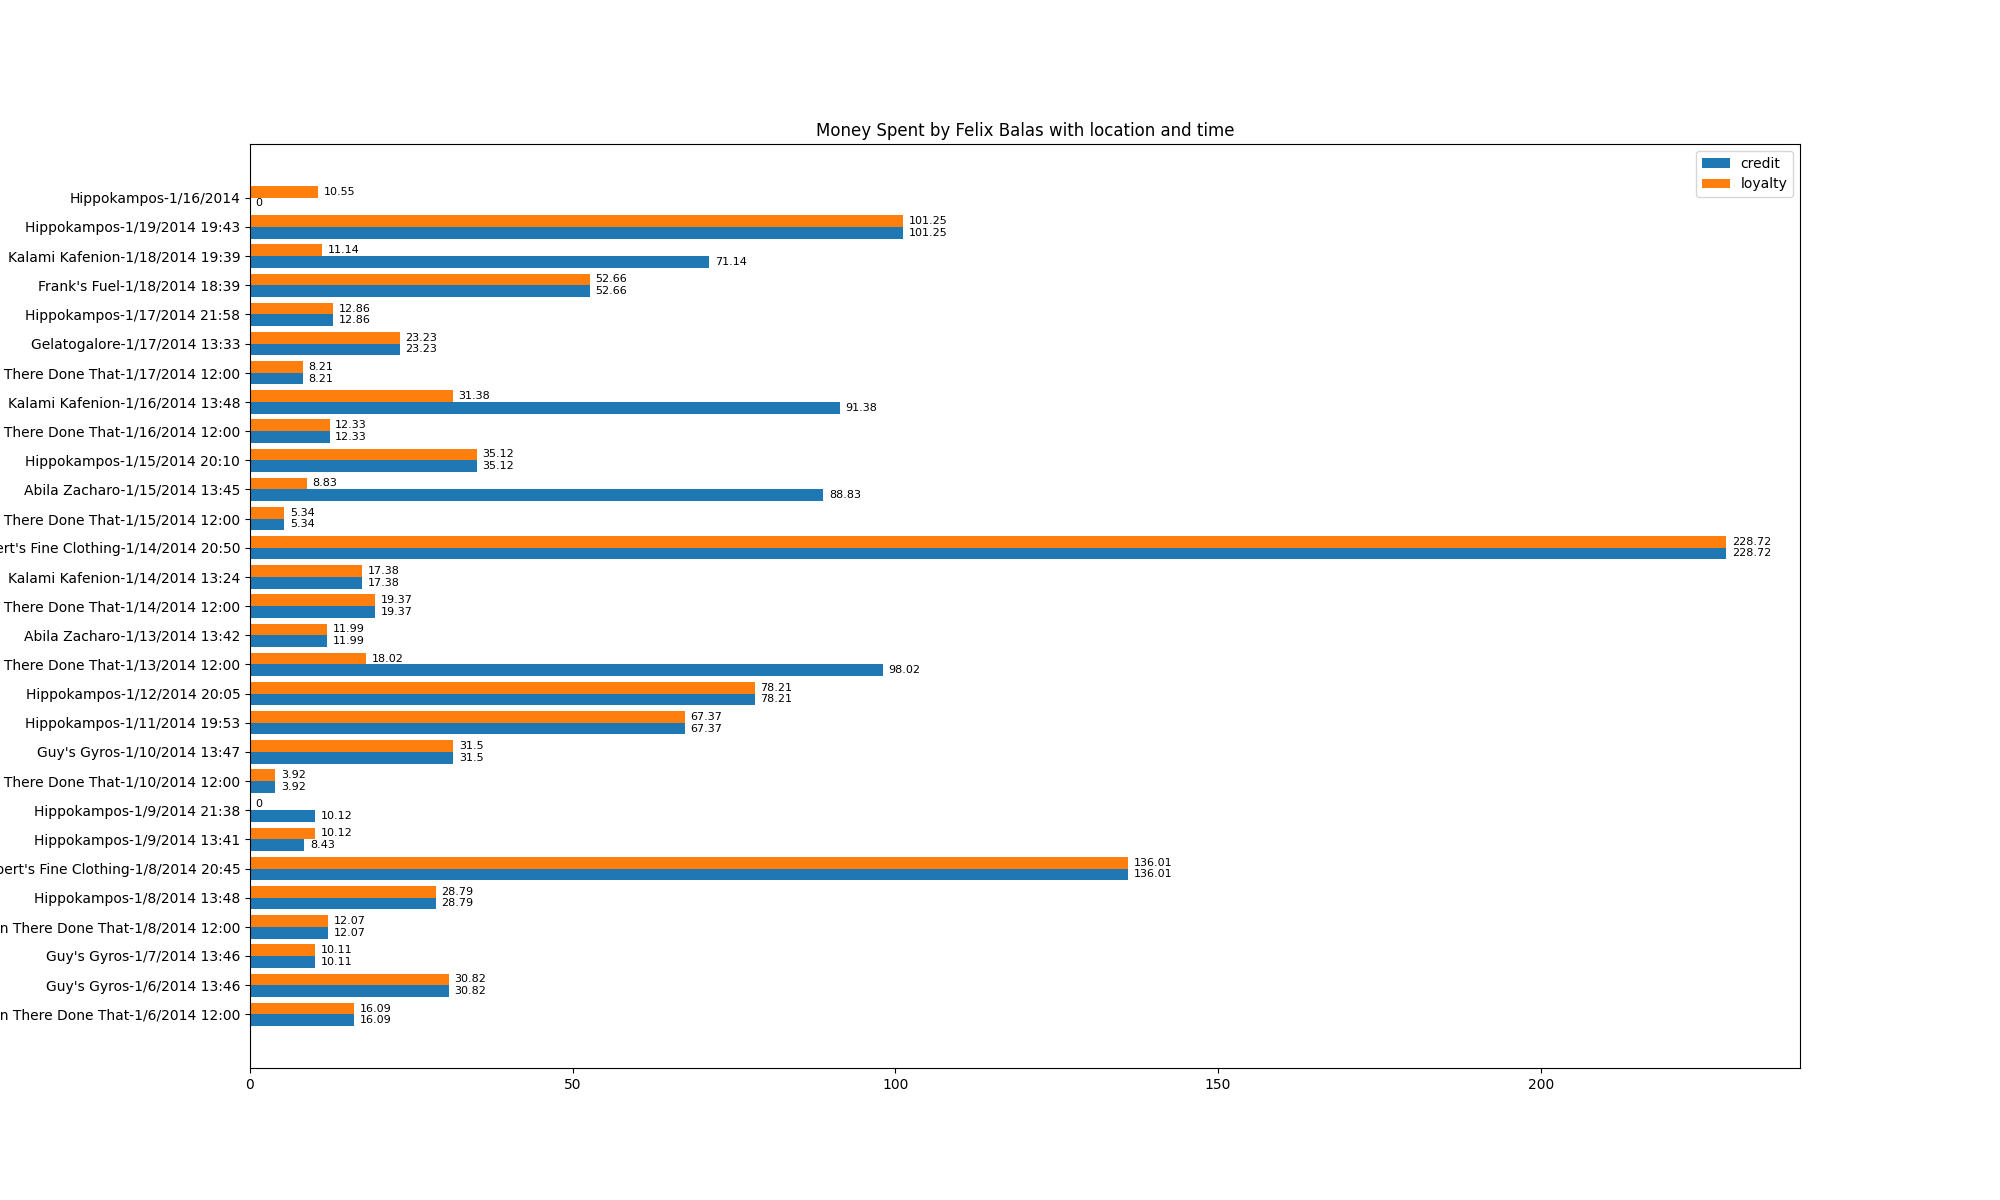 Money Spent by Felix Balas with location and time
credit
loyalty
Hippokampos-1/16/2014
10.55
0
Hippokampos-1/19/2014 19:43
101.25
101.25
Kalami Kafenion-1/18/2014 19:39
11.14
71.14
Frank's Fuel-1/18/2014 18:39
52.66
52.66
Hippokampos-1/17/2014 21:58
12.86
12.86
Gelatogalore-1/17/2014 13:33
23.23
23.23
There Done That-1/17/2014 12:00
8.21
8.21
Kalami Kafenion-1/16/2014 13:48
31.38
91.38
There Done That-1/16/2014 12:00
12.33
12.33
Hippokampos-1/15/2014 20:10
35.12
35.12
Abila Zacharo-1/15/2014 13:45
8.83
88.83
There Done That-1/15/2014 12:00
5.34
5.34
ert's Fine Clothing-1/14/2014 20:50
228.72
228.72
Kalami Kafenion-1/14/2014 13:24
17.38
17.38
There Done That-1/14/2014 12:00
19.37
19.37
Abila Zacharo-1/13/2014 13:42
11.99
11.99
There Done That-1/13/2014 12:00
18.02
98.02
Hippokampos-1/12/2014 20:05
78.21
78.21
Hippokampos-1/11/2014 19:53
67.37
67.37
Guy's Gyros-1/10/2014 13:47
31.5
31.5
There Done That-1/10/2014 12:00
3.92
3.92
Hippokampos-1/9/2014 21:38
0
10.12
Hippokampos-1/9/2014 13:41
10.12
8.43
bert's Fine Clothing-1/8/2014 20:45
136.01
136.01
Hippokampos-1/8/2014 13:48
28.79
28.79
n There Done That-1/8/2014 12:00
12.07
12.07
Guy's Gyros-1/7/2014 13:46
10.11
10.11
Guy's Gyros-1/6/2014 13:46
30.82
30.82
n There Done That-1/6/2014 12:00
16.09
16.09
0 50 100 150 200